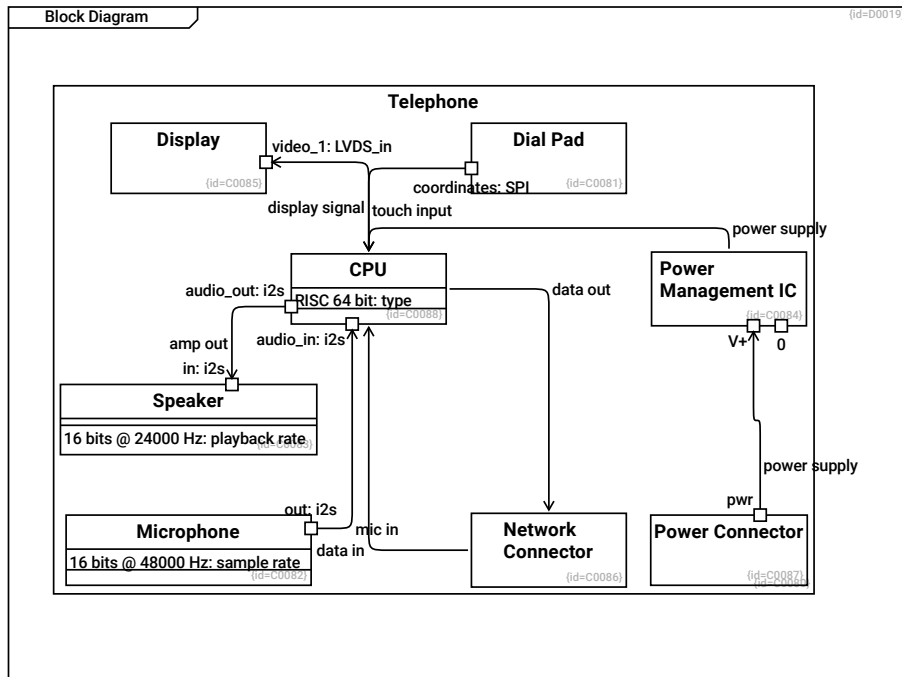 Block Diagram
{id=D0019
Telephone
Display
{id=C0085}
video_1: LVDS_in
Dial Pad
{id=C0081}
coordinates: SPI
display signal
touch input
power supply
CPU
RISC 64 bit: type
{id=C0088}
audio_out: i2s
audio_in: i2s
data out
Power
Management IC
{id=C0084}
V+
0
amp out
in: i2s
Speaker
16 bits @ 24000 Hz: playback rate
{id=C0083}
power supply
pwr
out: i2s
mic in
data in
Microphone
16 bits @ 48000 Hz: sample rate
{id=C0082}
Network
Connector
{id=C0086}
Power Connector
{id=C0087}
{id=C0080}